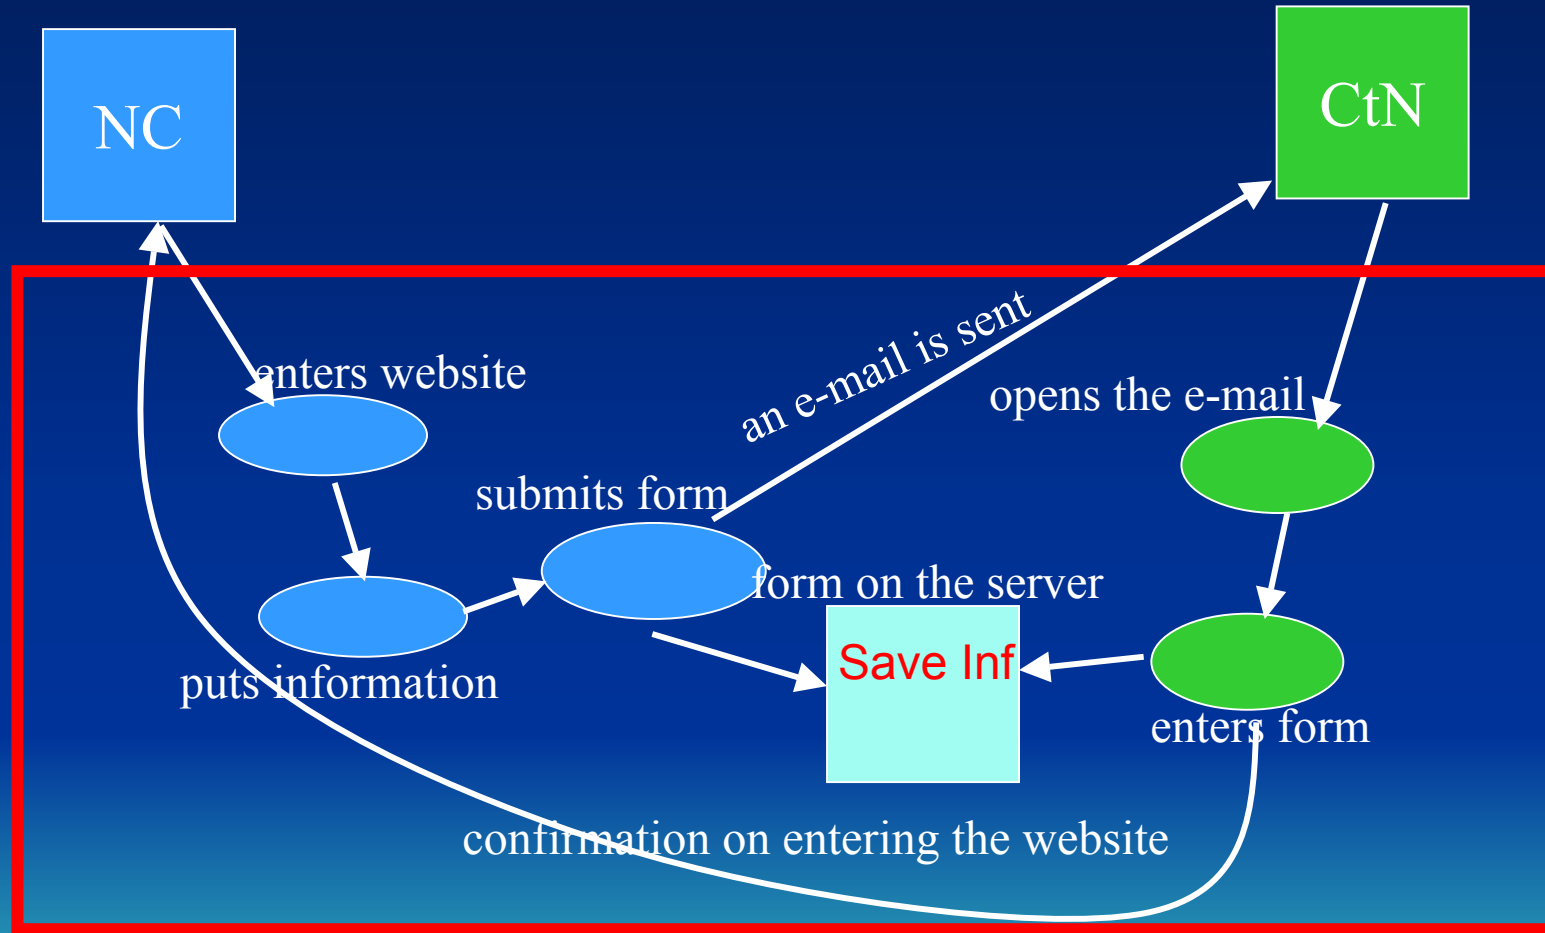 NC
CtN
enters website
an e-mail is sent
opens the e-mail
submits form
form on the server
Save Inf
puts information
enters form
confirmation on entering the website